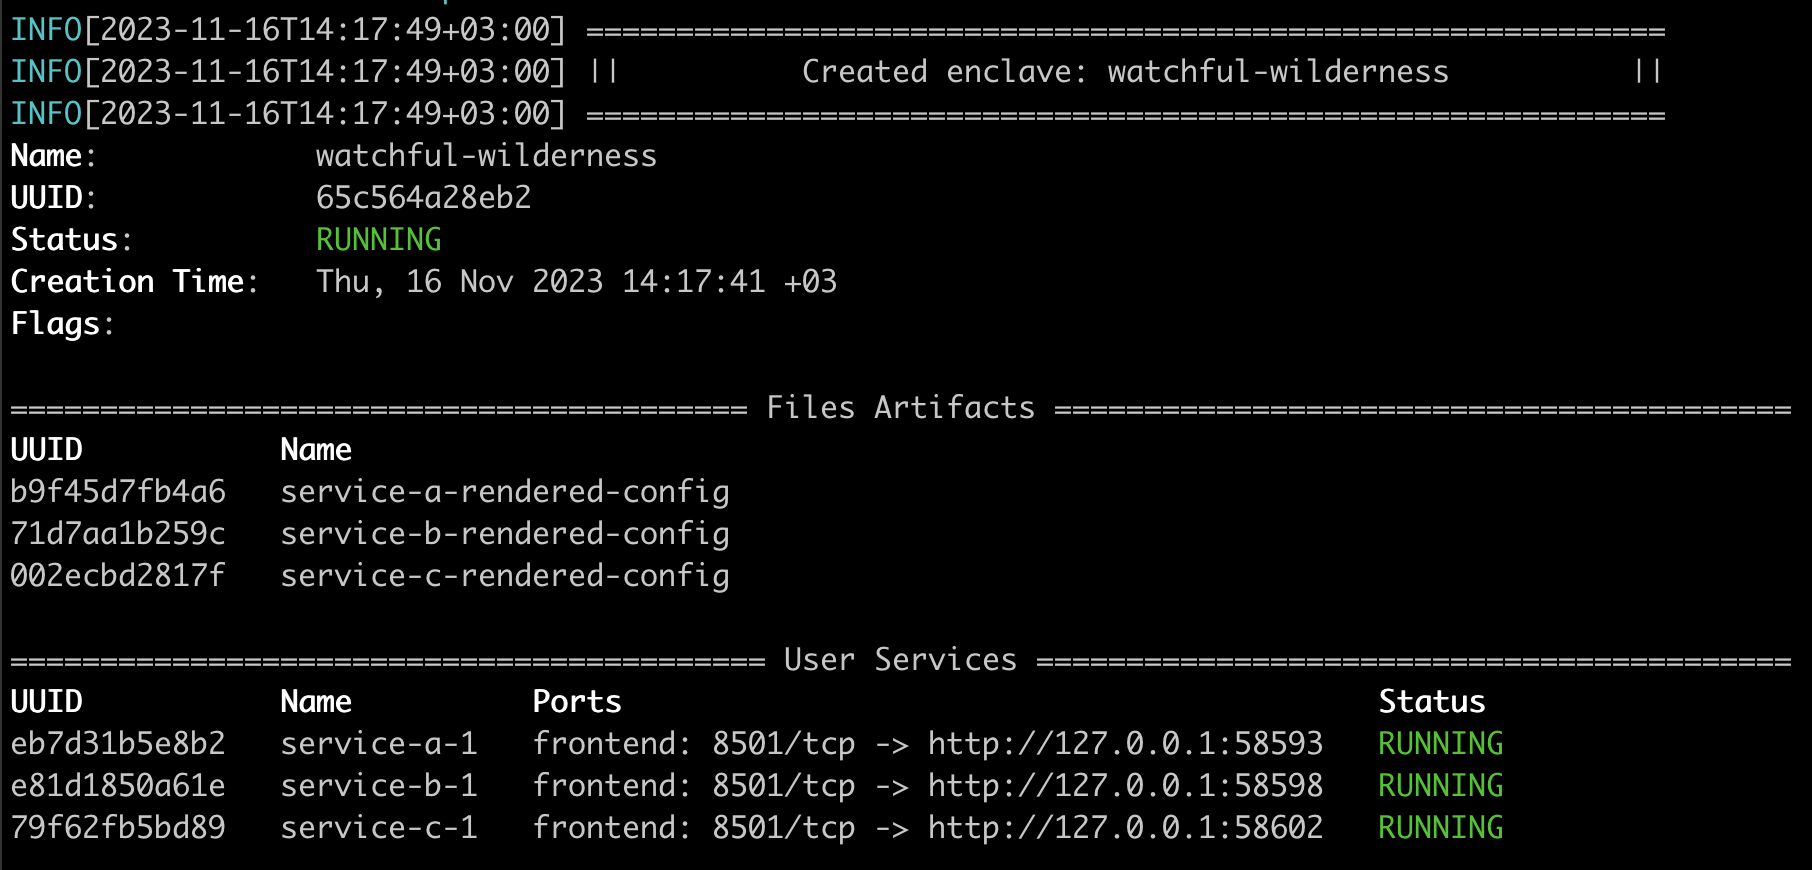 INFO[2023-11-16T14:17:49+03:00] ============================================================
INFO[2023-11-16T14:17:49+03:00] ||          Created enclave: watchful-wilderness          ||
INFO[2023-11-16T14:17:49+03:00] ============================================================
Name:            watchful-wilderness
UUID:            65c564a28eb2
Status:          RUNNING
Creation Time:   Thu, 16 Nov 2023 14:17:41 +03
Flags:
========================================= Files Artifacts =========================================
UUID           Name
b9f45d7fb4a6   service-a-rendered-config
71d7aa1b259c   service-b-rendered-config
002ecbd2817f   service-c-rendered-config
========================================== User Services ==========================================
UUID           Name          Ports                                          Status
eb7d31b5e8b2   service-a-1   frontend: 8501/tcp -> http://127.0.0.1:58593   RUNNING
e81d1850a61e   service-b-1   frontend: 8501/tcp -> http://127.0.0.1:58598   RUNNING
79f62fb5bd89   service-c-1   frontend: 8501/tcp -> http://127.0.0.1:58602   RUNNING